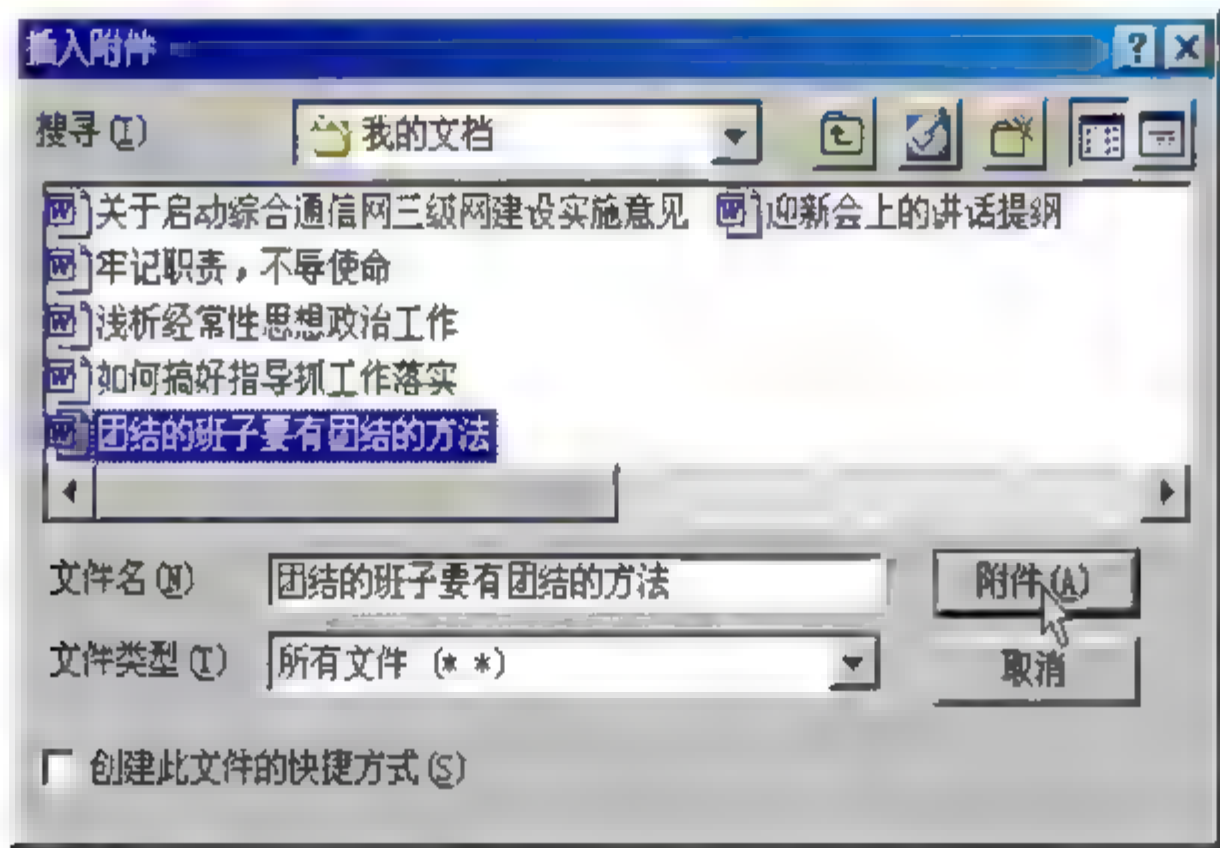 插入附件
搜寻(I) 我的文档
关于启动综合通信网三级网建设实施意见 迎新会上的讲话提纲
牢记职责，不辱使命
浅析经常性思想政治工作
如何搞好指导抓工作落实
团结的班子要有团结的方法
文件名(N) 团结的班子要有团结的方法 附件(A)
文件类型(T) 所有文件 (* *) 取消
创建此文件的快捷方式(S)